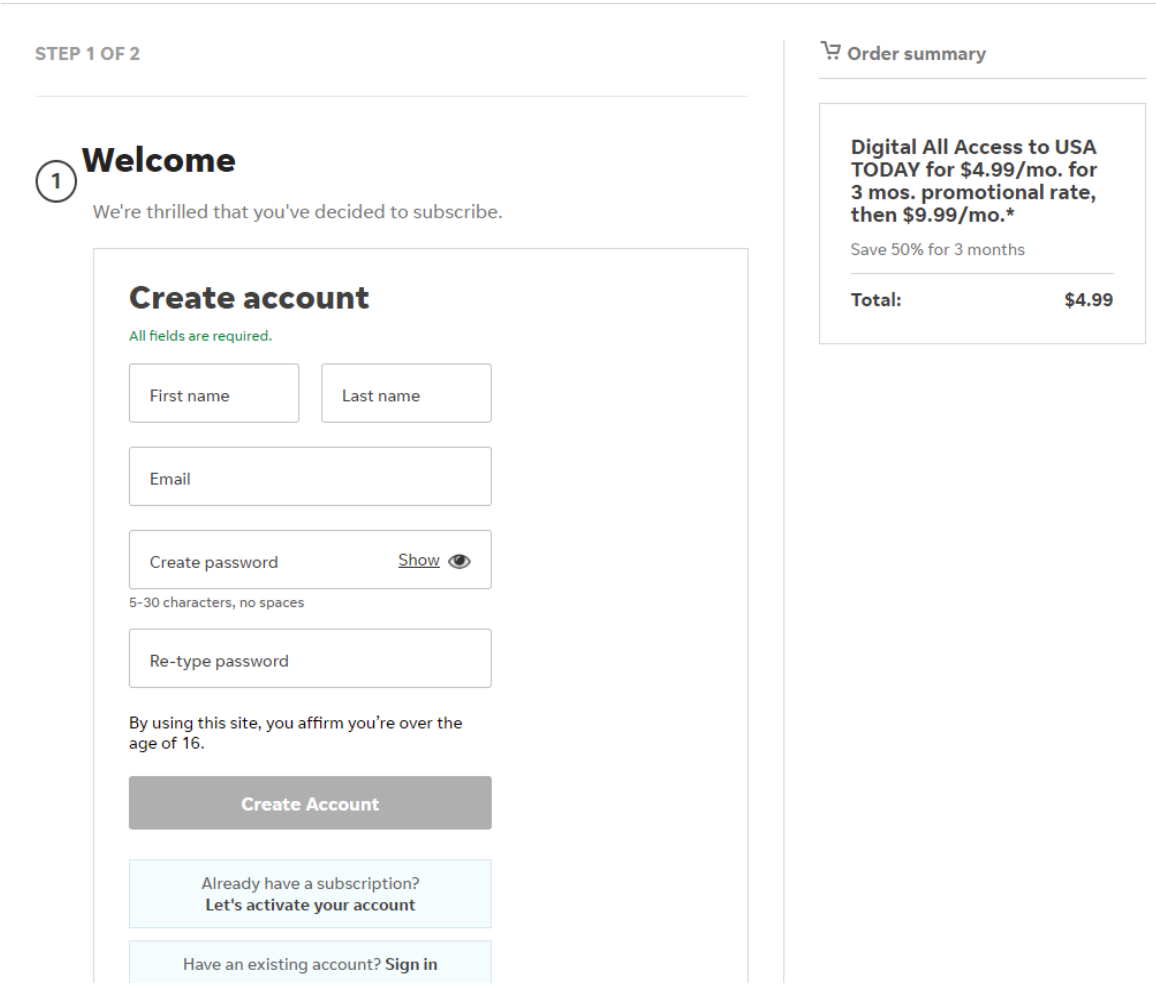 STEP 1 OF 2
1
Welcome
We're thrilled that you've decided to subscribe.
Create account
All fields are required.
First name
Last name
Email
Create password
Show
5-30 characters, no spaces
Re-type password
By using this site, you affirm you’re over the
age of 16.
Create Account
Already have a subscription?
Let's activate your account
Have an existing account? Sign in
Order summary
Digital All Access to USA
TODAY for $4.99/mo. for
3 mos. promotional rate,
then $9.99/mo.*
Save 50% for 3 months
Total: $4.99